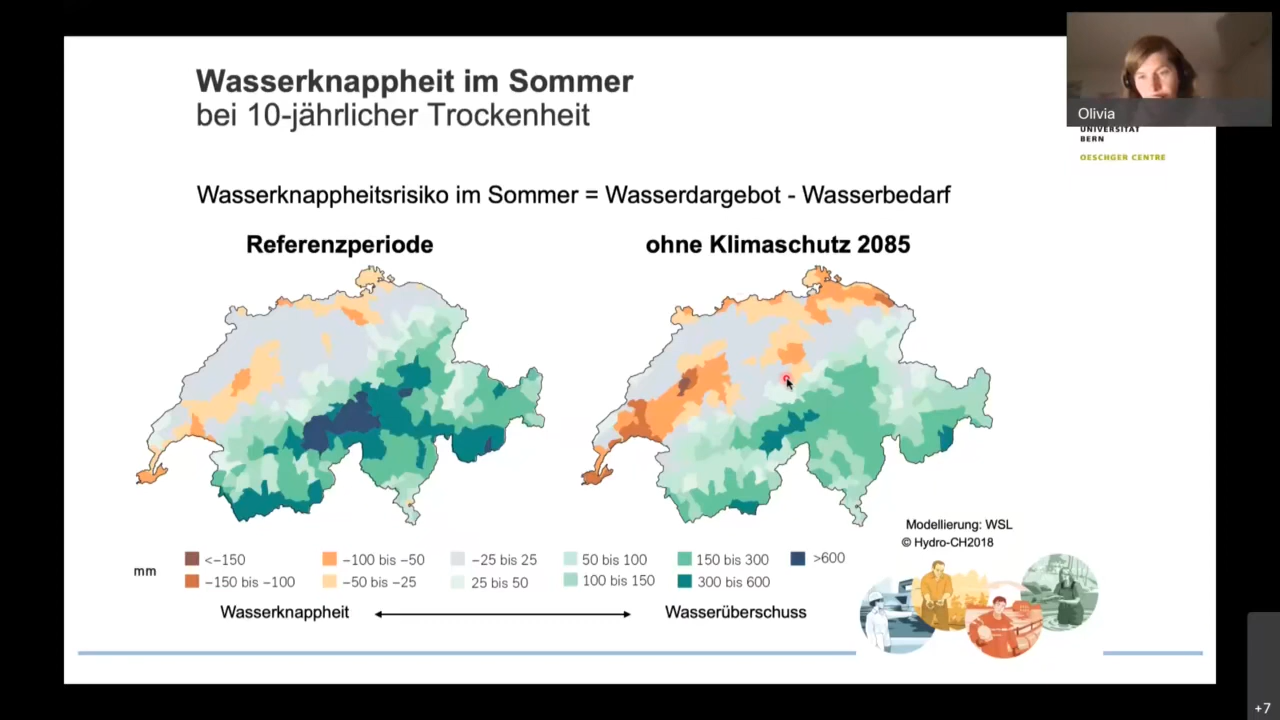 Wasserknappheit im Sommer
bei 10-jährlicher Trockenheit
Olivia
UNIVERSITÄT
BERN
OESCHGER CENTRE
Wasserknappheitsrisiko im Sommer = Wasserdargebot - Wasserbedarf
Referenzperiode
ohne Klimaschutz 2085
Modellierung: WSL
© Hydro-CH2018
mm
<−150
−100 bis −50
−25 bis 25
50 bis 100
150 bis 300
>600
−150 bis −100
−50 bis −25
25 bis 50
100 bis 150
300 bis 600
Wasserknappheit
Wasserüberschuss
+7